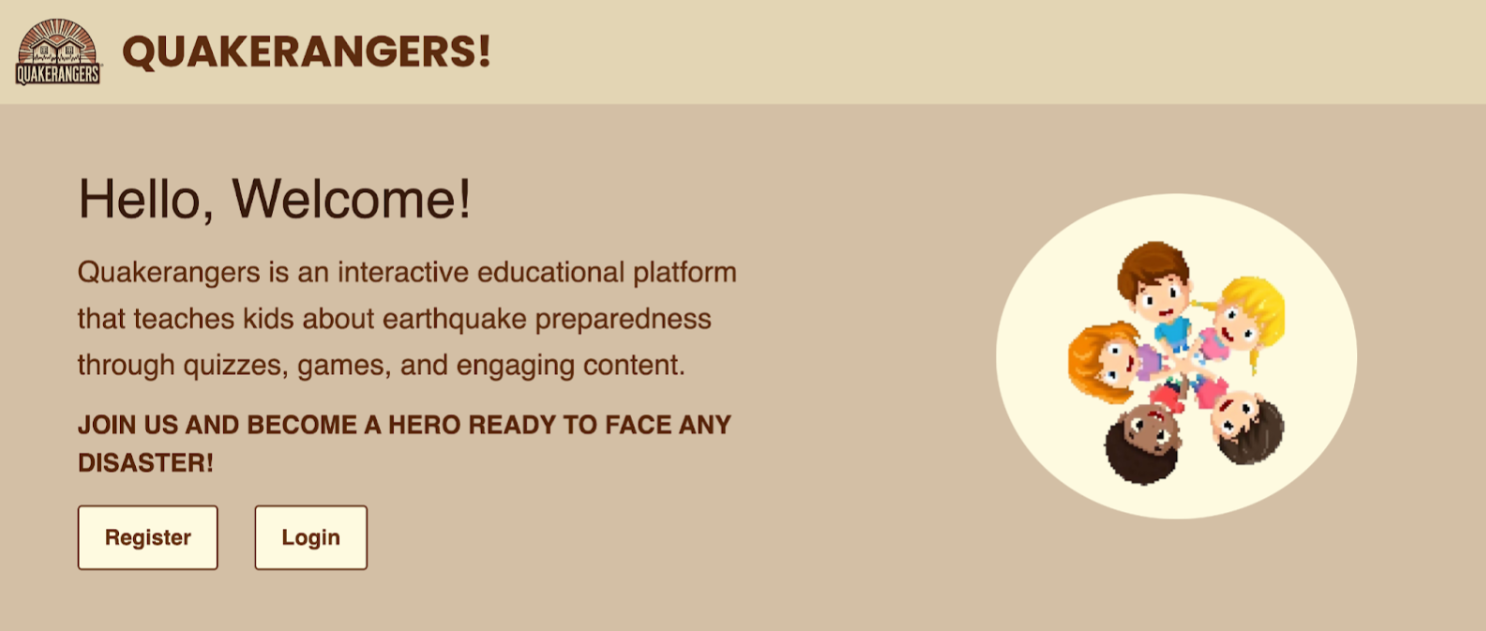 QUAKERANGERS
QUAKERANGERS!
Hello, Welcome!
Quakerangers is an interactive educational platform
that teaches kids about earthquake preparedness
through quizzes, games, and engaging content.
JOIN US AND BECOME A HERO READY TO FACE ANY
DISASTER!
Register
Login